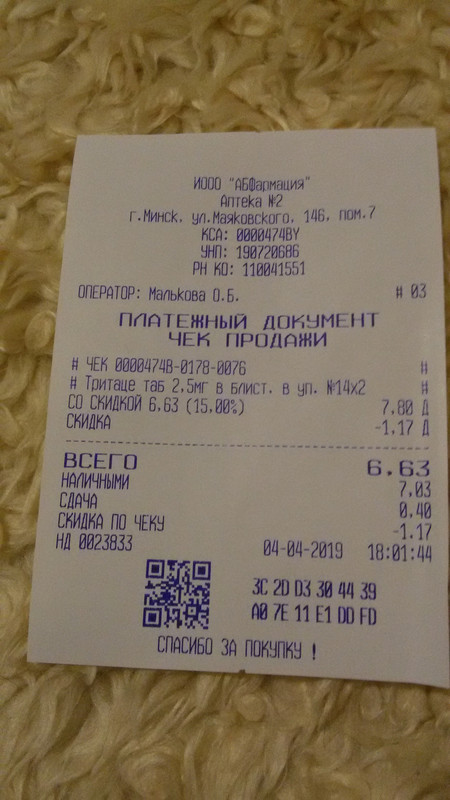 ИООО "АБФармация"
Аптека №2
г.Минск, ул.Маяковского, 146, пом.7
КСА: 0000474BY
УНП: 190720686
РН КО: 110041551
ОПЕРАТОР: Малькова О.Б. # 03
ПЛАТЕЖНЫЙ ДОКУМЕНТ
ЧЕК ПРОДАЖИ
# ЧЕК 0000474B-0178-0076 #
# Тритаце таб 2,5мг в блист. в уп. №14x2 #
СО СКИДКОЙ 6.63 (15,00%) 7.80 Д
СКИДКА -1.17 Д
ВСЕГО 6.63
НАЛИЧНЫМИ 7.03
СДАЧА 0.40
СКИДКА ПО ЧЕКУ -1.17
НД 0023833 04-04-2019 18:01:44
3C 2D D3 30 44 39
A0 7E 11 E1 DD FD
СПАСИБО ЗА ПОКУПКУ !